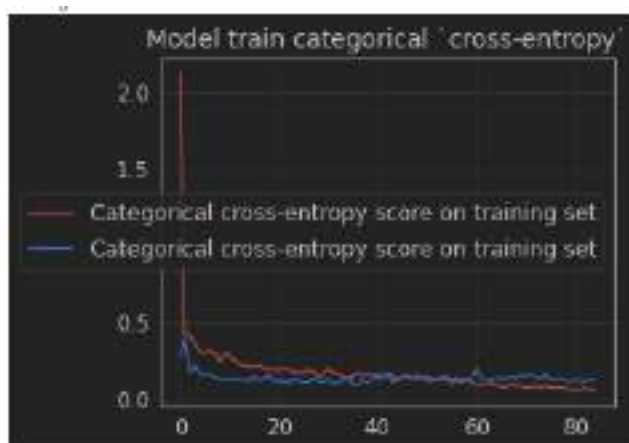 Model train categorical `cross-entropy`
2.0
1.5
Categorical cross-entropy score on training set
Categorical cross-entropy score on training set
0.5
0.0
0 20 40 60 80